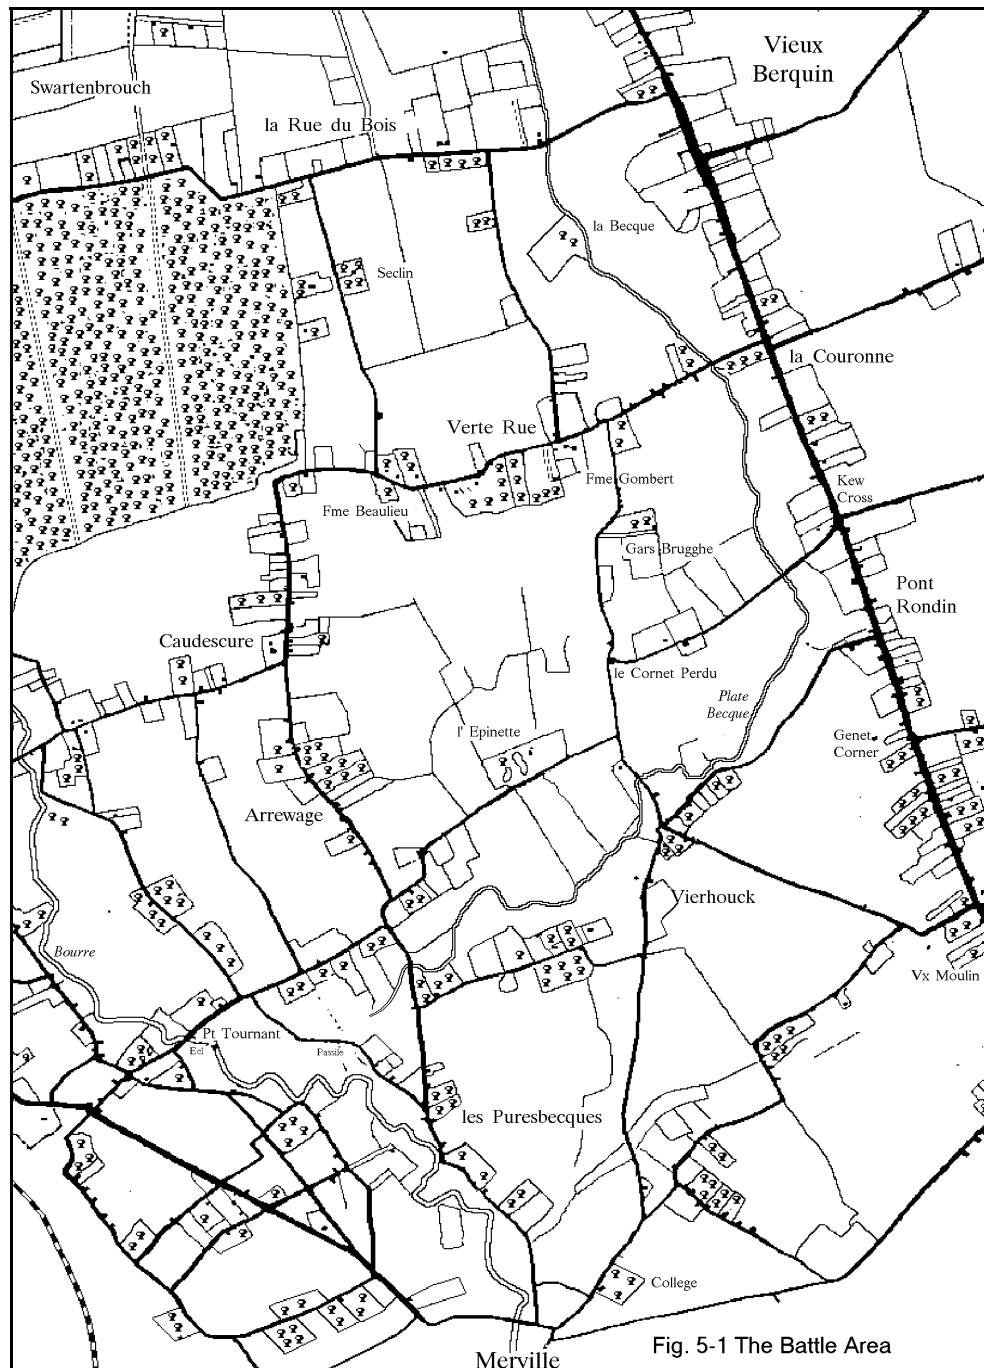 Vieux
Berquin
Swartenbrouch
la Rue du Bois
la Becque
Seclin
la Couronne
Verte Rue
Fme Gombert
Kew
Cross
Fme Beaulieu
Gars Brugghe
Pont
Rondin
Caudescure
le Cornet Perdu
Plate
Becque
l' Epinette
Genet
Corner
Arrewage
Vierhouck
Bourre
Vx Moulin
Pt Tournant
Ecl
Passile
les Puresbecques
College
Fig. 5-1 The Battle Area
Merville